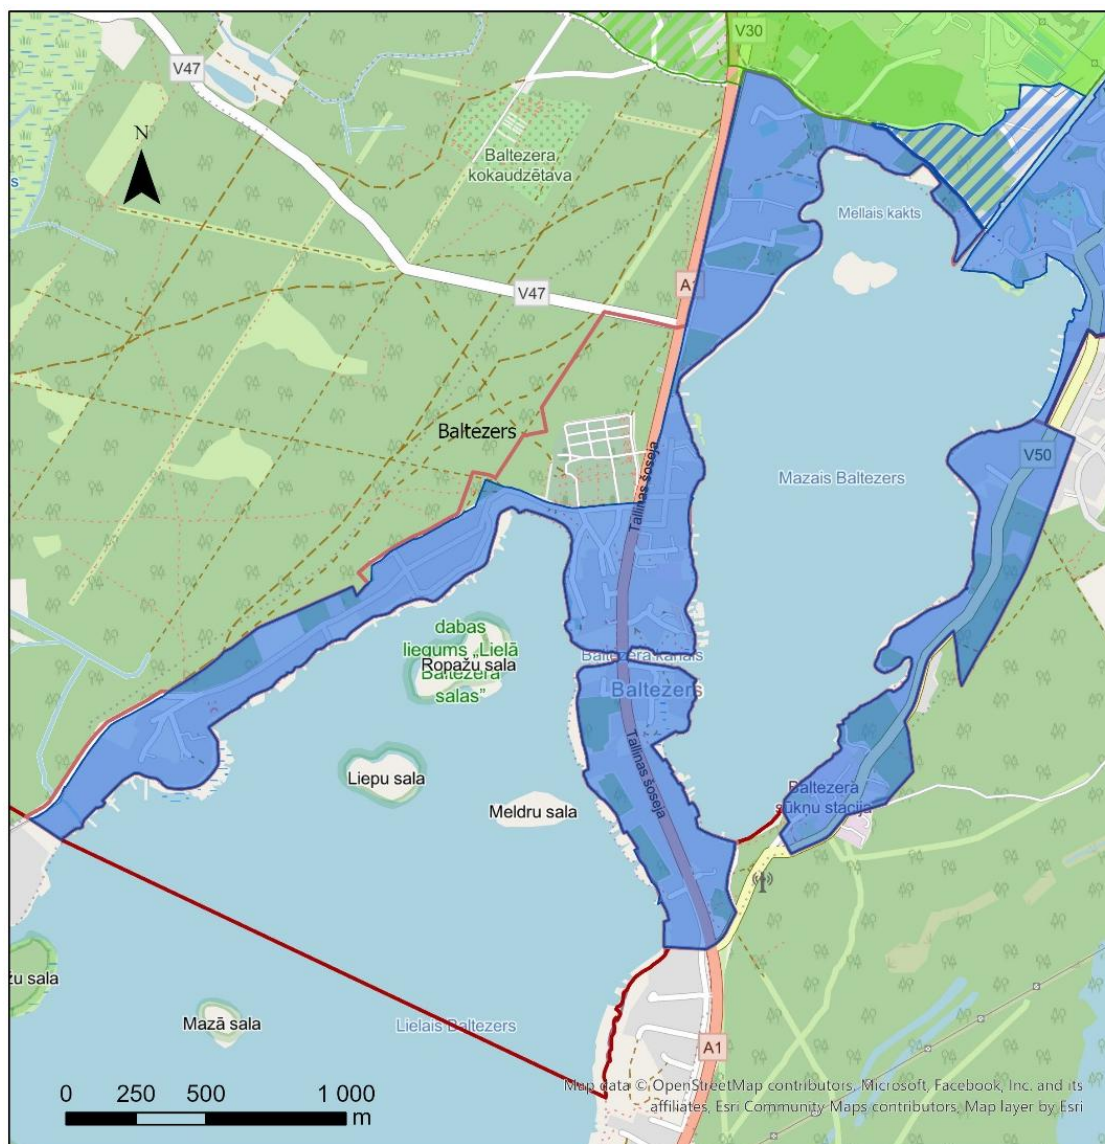 V30
V47
N
Baltezera
kokaudzētava
Mellais kakts
V47
A1
Baltezers
Tallinas šoseja
Mazais Baltezers
V50
dabas
liegums „Lielā
Ropažu sala
Baltezera
salas”
Baltezera kanāls
Baltezers
Tallinas šoseja
Liepu sala
Meldru sala
Baltezera
sūkņu stacija
žu sala
Mazā sala
Lielais Baltezers
A1
0 250 500 1 000
m
Map data © OpenStreetMap contributors, Microsoft, Facebook, Inc. and its
affiliates, Esri Community Maps contributors, Map layer by Esri